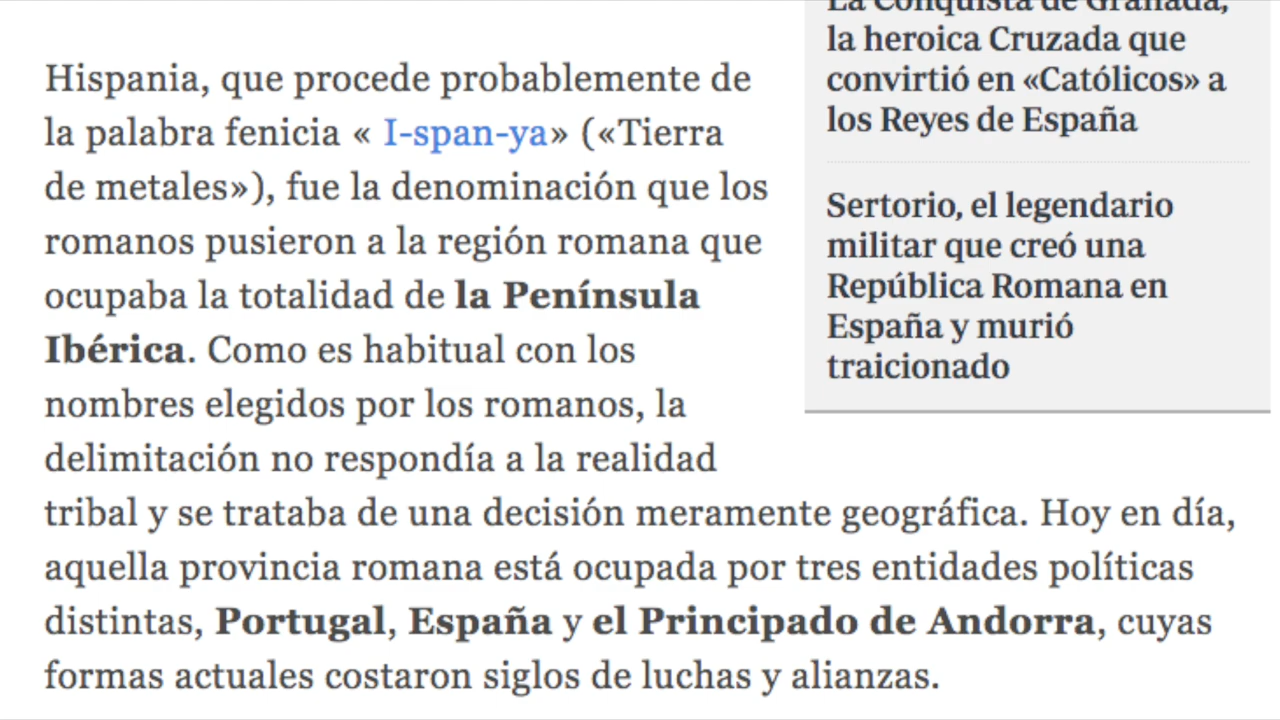 Hispania, que procede probablemente de
la palabra fenicia « I-span-ya» («Tierra
de metales»), fue la denominación que los
romanos pusieron a la región romana que
ocupaba la totalidad de la Península
Ibérica. Como es habitual con los
nombres elegidos por los romanos, la
delimitación no respondía a la realidad
tribal y se trataba de una decisión meramente geográfica. Hoy en día,
aquella provincia romana está ocupada por tres entidades políticas
distintas, Portugal, España y el Principado de Andorra, cuyas
formas actuales costaron siglos de luchas y alianzas.
La Conquista de Granada,
la heroica Cruzada que
convirtió en «Católicos» a
los Reyes de España
Sertorio, el legendario
militar que creó una
República Romana en
España y murió
traicionado